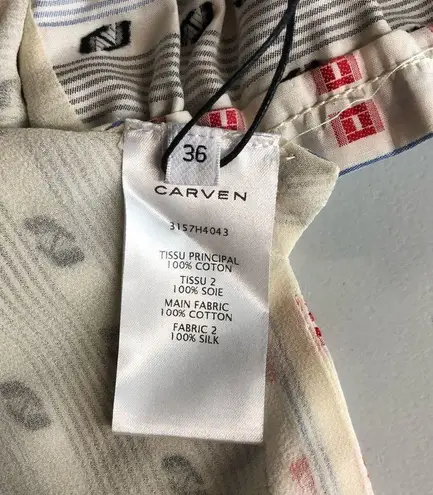 36
CARVEN
3157H4043
TISSU PRINCIPAL
100% COTON
TISSU 2
100% SOIE
MAIN FABRIC
100% COTTON
FABRIC 2
100% SILK